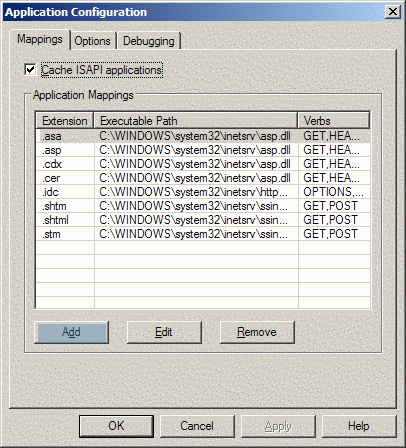 Application Configuration
Mappings Options Debugging
Cache ISAPI applications
Application Mappings
Extension Executable Path Verbs
.asa C:\WINDOWS\system32\inetsrv\asp.dll GET,HEA...
.asp C:\WINDOWS\system32\inetsrv\asp.dll GET,HEA...
.cdx C:\WINDOWS\system32\inetsrv\asp.dll GET,HEA...
.cer C:\WINDOWS\system32\inetsrv\asp.dll GET,HEA...
.idc C:\WINDOWS\system32\inetsrv\http... OPTIONS,...
.shtm C:\WINDOWS\system32\inetsrv\ssin... GET,POST
.shtml C:\WINDOWS\system32\inetsrv\ssin... GET,POST
.stm C:\WINDOWS\system32\inetsrv\ssin... GET,POST
Add Edit Remove
OK Cancel Apply Help